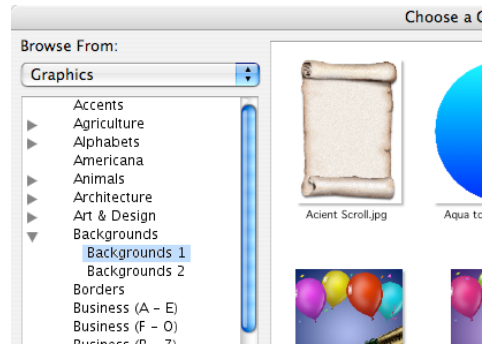 Choose a
Browse From:
Graphics
Accents
Agriculture
Alphabets
Americana
Animals
Architecture
Art & Design
Backgrounds
Backgrounds 1
Backgrounds 2
Borders
Business (A – E)
Business (F – O)
Acient Scroll.jpg
Aqua to